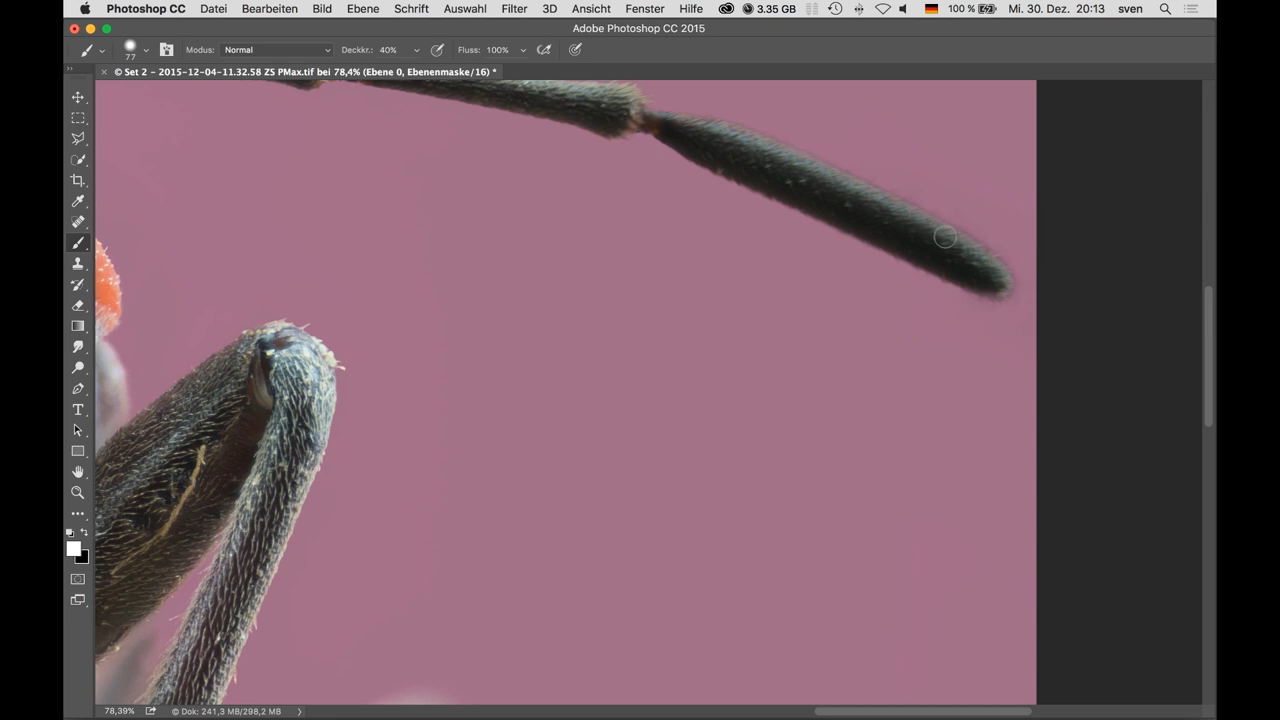 Photoshop CC Datei Bearbeiten Bild Ebene Schrift Auswahl Filter 3D Ansicht Fenster Hilfe 3.35 GB 100 % Mi. 30. Dez. 20:13 sven
Adobe Photoshop CC 2015
77 Modus: Normal Deckkr.: 40% Fluss: 100%
× © Set 2 - 2015-12-04-11.32.58 ZS PMax.tif bei 78,4% (Ebene 0, Ebenenmaske/16) *
T
78,39% © Dok: 241,3 MB/298,2 MB